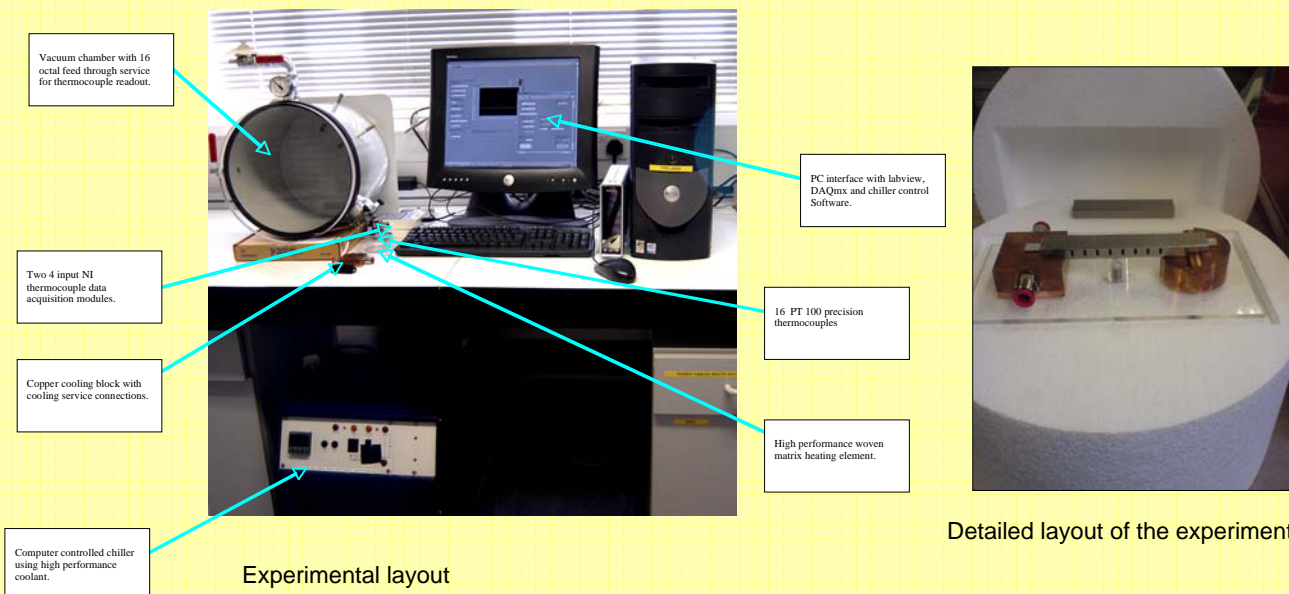 Vacuum chamber with 16
octal feed through service
for thermocouple readout.
Two 4 input NI
thermocouple data
acquisition modules.
Copper cooling block with
cooling service connections.
Computer controlled chiller
using high performance
coolant.
PC interface with labview,
DAQmx and chiller control
Software.
16 PT 100 precision
thermocouples
High performance woven
matrix heating element.
Experimental layout
Detailed layout of the experiment